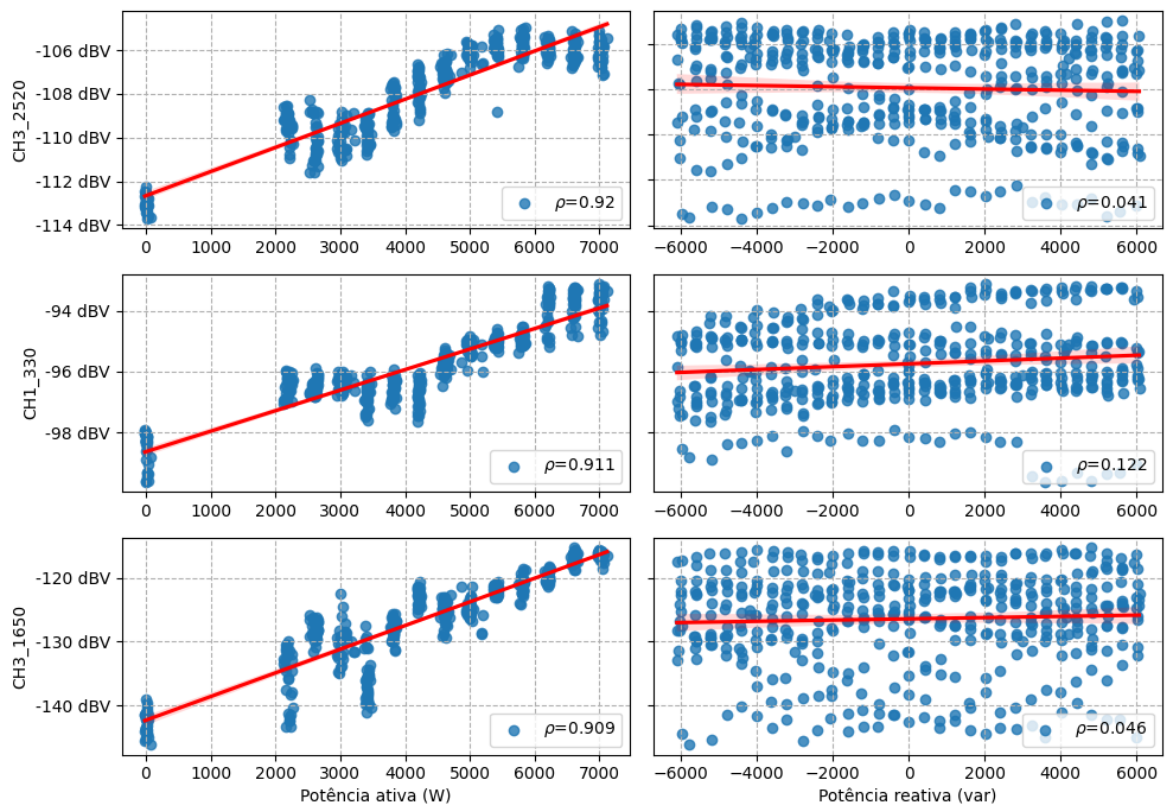 CH3_2520
-106 dBV
-108 dBV
-110 dBV
-112 dBV
-114 dBV
ρ=0.92
0 1000 2000 3000 4000 5000 6000 7000
ρ=0.041
−6000 −4000 −2000 0 2000 4000 6000
CH1_330
-94 dBV
-96 dBV
-98 dBV
ρ=0.911
0 1000 2000 3000 4000 5000 6000 7000
ρ=0.122
−6000 −4000 −2000 0 2000 4000 6000
CH3_1650
-120 dBV
-130 dBV
-140 dBV
ρ=0.909
0 1000 2000 3000 4000 5000 6000 7000
Potência ativa (W)
ρ=0.046
−6000 −4000 −2000 0 2000 4000 6000
Potência reativa (var)